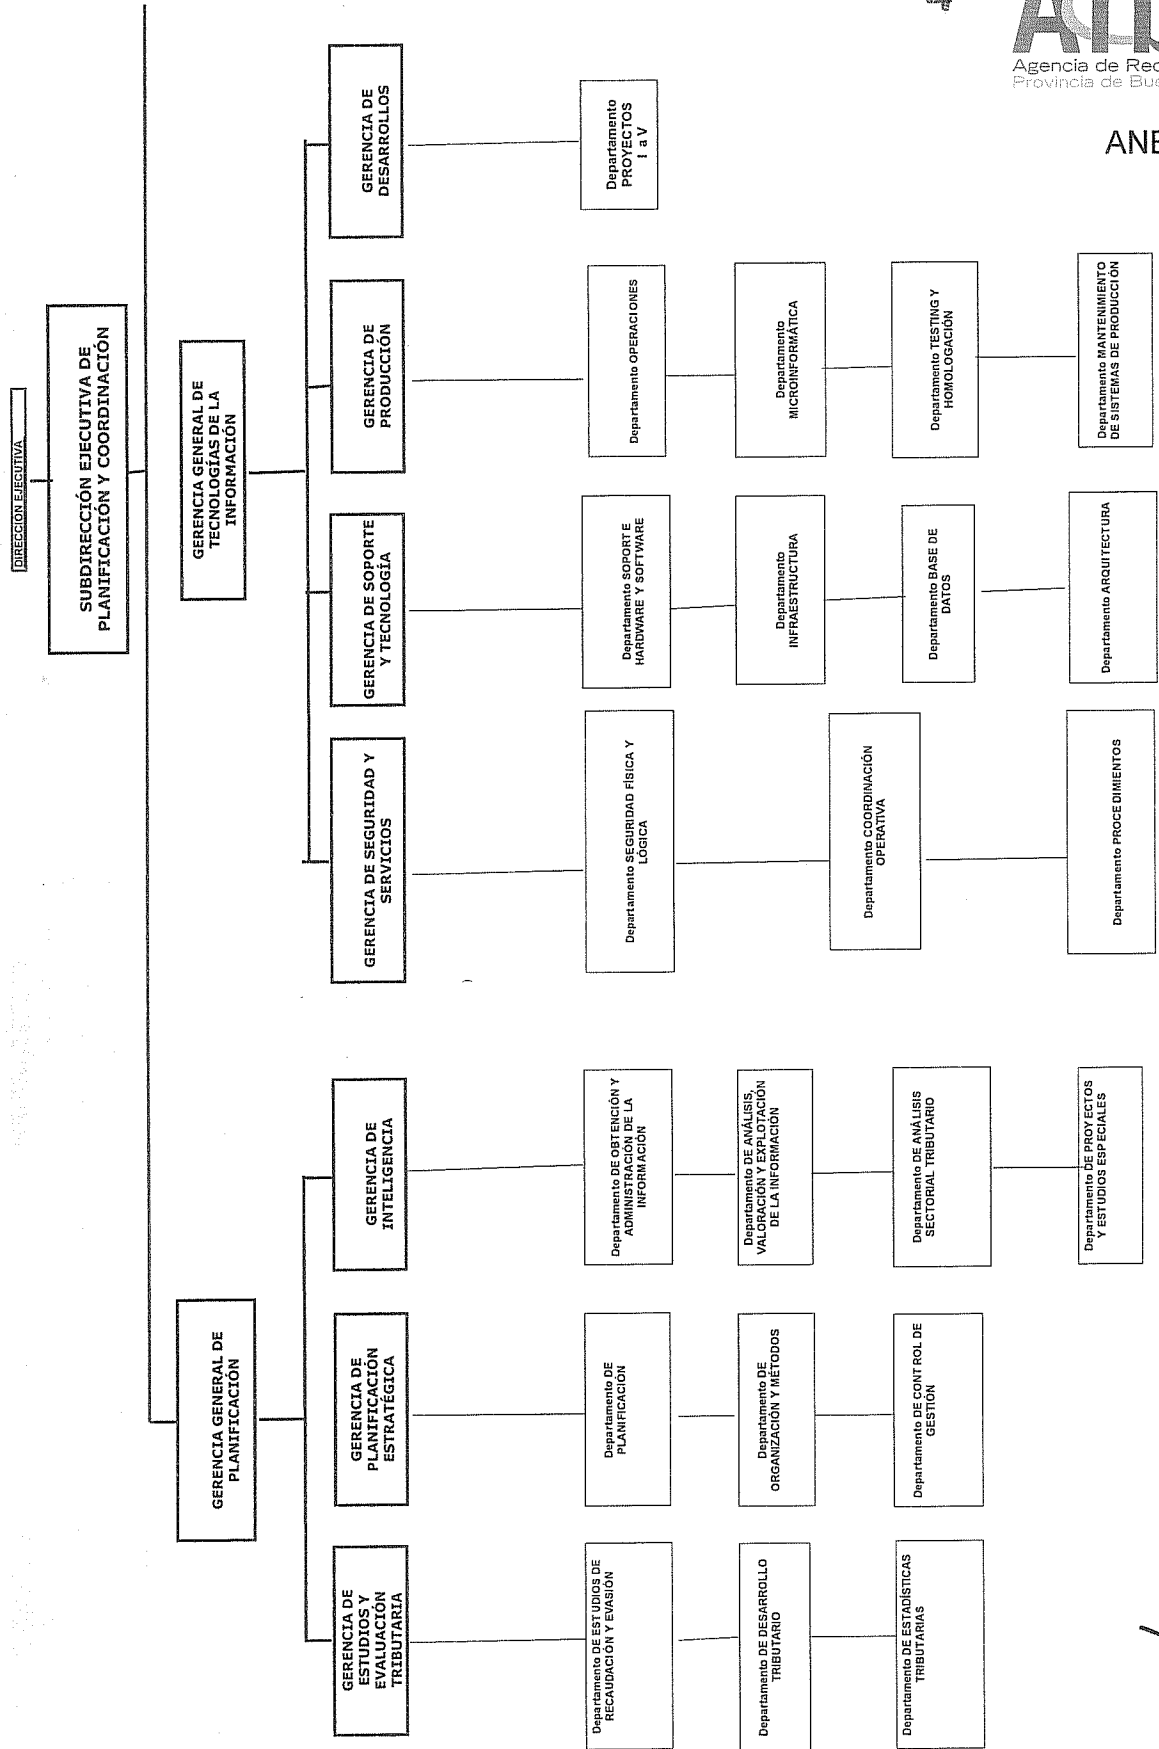 Agencia de Rec
Provincia de Bue
ANE
DIRECCIÓN EJECUTIVA
SUBDIRECCIÓN EJECUTIVA DE
PLANIFICACIÓN Y COORDINACIÓN
GERENCIA GENERAL DE
PLANIFICACIÓN
GERENCIA GENERAL DE
TECNOLOGÍAS DE LA
INFORMACIÓN
GERENCIA DE
ESTUDIOS Y
EVALUACIÓN
TRIBUTARIA
GERENCIA DE
PLANIFICACIÓN
ESTRATÉGICA
GERENCIA DE
INTELIGENCIA
GERENCIA DE SEGURIDAD Y
SERVICIOS
GERENCIA DE SOPORTE
Y TECNOLOGÍA
GERENCIA DE
PRODUCCIÓN
GERENCIA DE
DESARROLLOS
Departamento DE ESTUDIOS DE
RECAUDACIÓN Y EVASIÓN
Departamento DE
PLANIFICACIÓN
Departamento DE OBTENCIÓN Y
ADMINISTRACIÓN DE LA
INFORMACIÓN
Departamento SEGURIDAD FÍSICA Y
LÓGICA
Departamento SOPORTE
HARDWARE Y SOFTWARE
Departamento OPERACIONES
Departamento
PROYECTOS
I a V
Departamento DE DESARROLLO
TRIBUTARIO
Departamento DE
ORGANIZACIÓN Y MÉTODOS
Departamento DE ANÁLISIS,
VALORACIÓN Y EXPLOTACIÓN
DE LA INFORMACIÓN
Departamento COORDINACIÓN
OPERATIVA
Departamento
INFRAESTRUCTURA
Departamento
MICROINFORMÁTICA
Departamento DE ESTADÍSTICAS
TRIBUTARIAS
Departamento DE CONTROL DE
GESTIÓN
Departamento DE ANÁLISIS
SECTORIAL TRIBUTARIO
Departamento BASE DE
DATOS
Departamento TESTING Y
HOMOLOGACIÓN
Departamento DE PROYECTOS
Y ESTUDIOS ESPECIALES
Departamento PROCEDIMIENTOS
Departamento ARQUITECTURA
Departamento MANTENIMIENTO
DE SISTEMAS DE PRODUCCIÓN